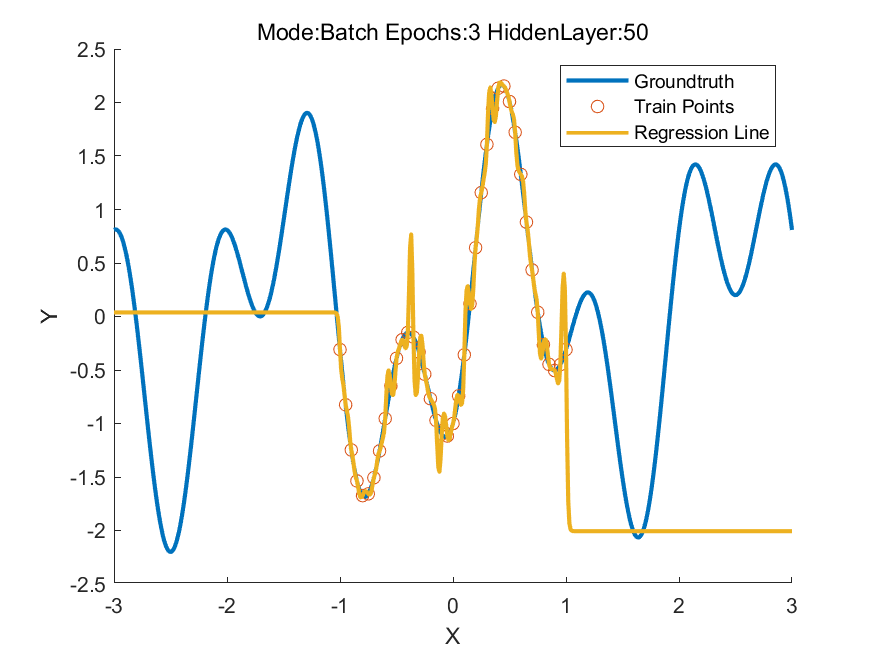 Mode:Batch Epochs:3 HiddenLayer:50
2.5
2
1.5
1
0.5
0
-0.5
-1
-1.5
-2
-2.5
Y
Groundtruth
Train Points
Regression Line
-3 -2 -1 0 1 2 3
X